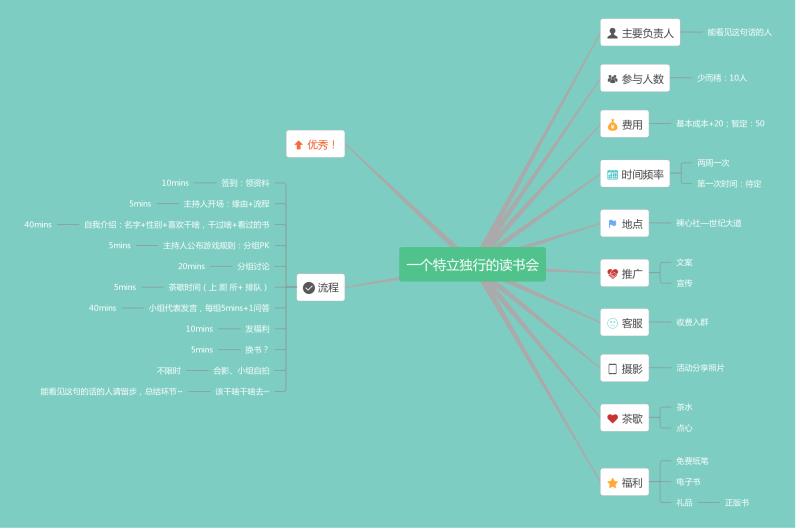 一个特立独行的读书会
主要负责人
能看见这句话的人
参与人数
少而精：10人
费用
基本成本+20；暂定：50
时间频率
两周一次
第一次时间：待定
地点
裸心社—世纪大道
推广
文案
宣传
客服
收费入群
摄影
活动分享照片
茶歇
茶水
点心
福利
免费纸笔
电子书
礼品
正版书
优秀！
流程
签到：领资料
10mins
主持人开场：缘由+流程
5mins
自我介绍：名字+性别+喜欢干啥，干过啥+看过的书
40mins
主持人公布游戏规则：分组PK
5mins
分组讨论
20mins
茶歇时间（上 厕 所+ 排队）
5mins
小组代表发言，每组5mins+1问答
40mins
发福利
10mins
换书？
5mins
合影、小组自拍
不限时
该干啥干啥去~
能看见这句的话的人请留步，总结环节~